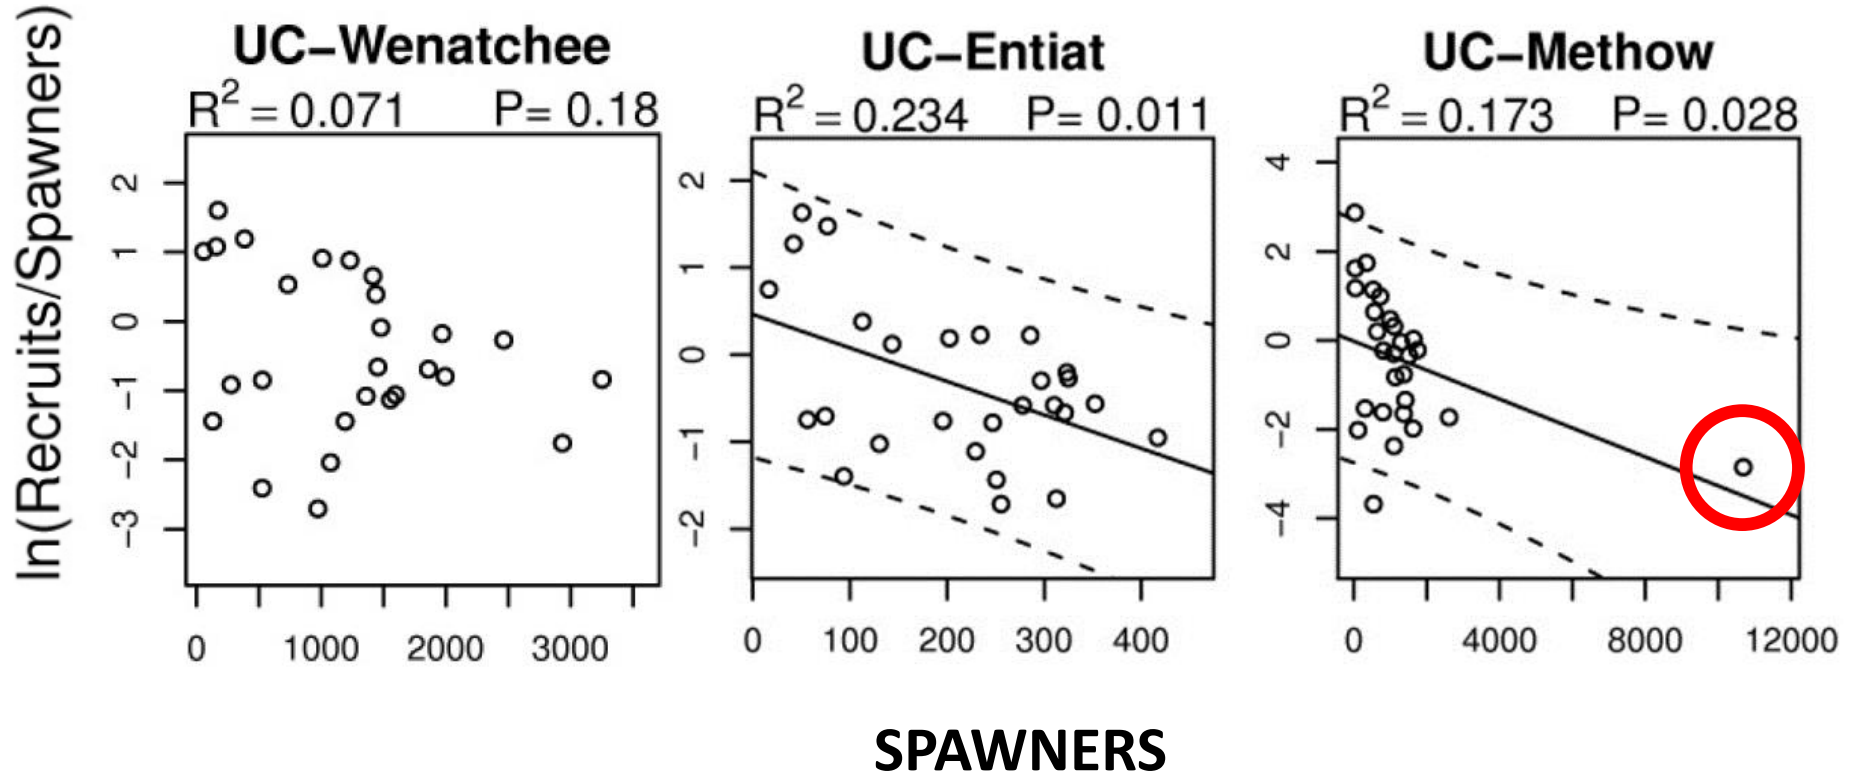 ln(Recruits/Spawners)
UC−Wenatchee
R² = 0.071 P= 0.18
2
1
0
−1
−2
−3
0 1000 2000 3000
UC−Entiat
R² = 0.234 P= 0.011
2
1
0
−1
−2
0 100 200 300 400
UC−Methow
R² = 0.173 P= 0.028
4
2
0
−2
−4
0 4000 8000 12000
SPAWNERS